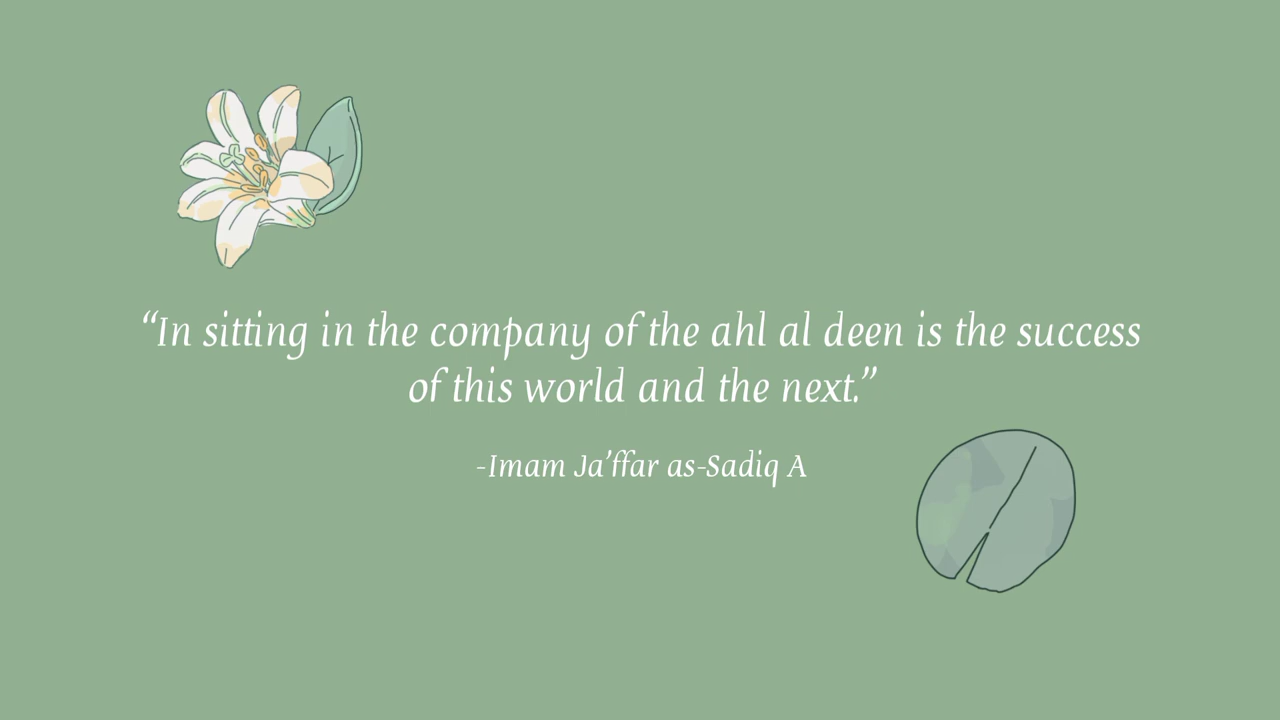 “In sitting in the company of the ahl al deen is the success
of this world and the next.”
-Imam Ja’ffar as-Sadiq A